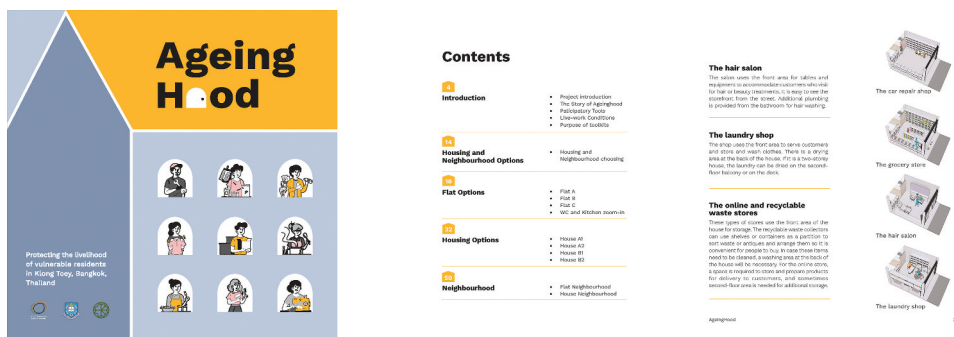 Ageing
Hood
Protecting the livelihood
of vulnerable residents
in Klong Toey, Bangkok,
Thailand
Contents
4
Introduction
• Project introduction
• The Story of Ageinghood
• Paticipatory Tools
• Live-work Conditions
• Purpose of toolkits
14
Housing and
Neighbourhood Options
• Housing and
Neighbourhood choosing
Flat Options
• Flat A
• Flat B
• Flat C
• WC and Kitchen zoom-in
32
Housing Options
• House A1
• House A2
• House B1
• House B2
50
Neighbourhood
• Flat Neighbourhood
• House Neighbourhood
The hair salon
The salon uses the front area for tables and
equipment to accommodate customers who visit
for hair or beauty treatments. It is easy to see the
storefront from the street. Additional plumbing
is provided from the bathroom for hair washing.
The laundry shop
The shop uses the front area to serve customers
and store and wash clothes. There is a drying
area at the back of the house. If it is a two-storey
house, the laundry can be dried on the second-
floor balcony or on the deck.
The online and recyclable
waste stores
These types of stores use the front area of the
house for storage. The recyclable waste collectors
can use shelves or containers as a partition to
sort waste or antiques and arrange them so it is
convenient for people to buy. In case these items
need to be cleaned, a washing area at the back of
the house will be necessary. For the online store,
a space is required to store and prepare products
for delivery to customers, and sometimes
second-floor area is needed for additional storage.
AgeingHood
The car repair shop
The grocery store
The hair salon
The laundry shop